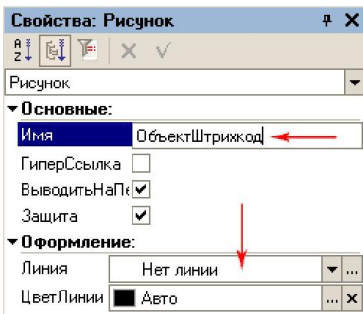 Свойства: Рисунок
Рисунок
Основные:
Имя ОбъектШтрихкод
ГиперСсылка
ВыводитьНаПе
Защита
Оформление:
Линия Нет линии ...
ЦветЛинии Авто ... x